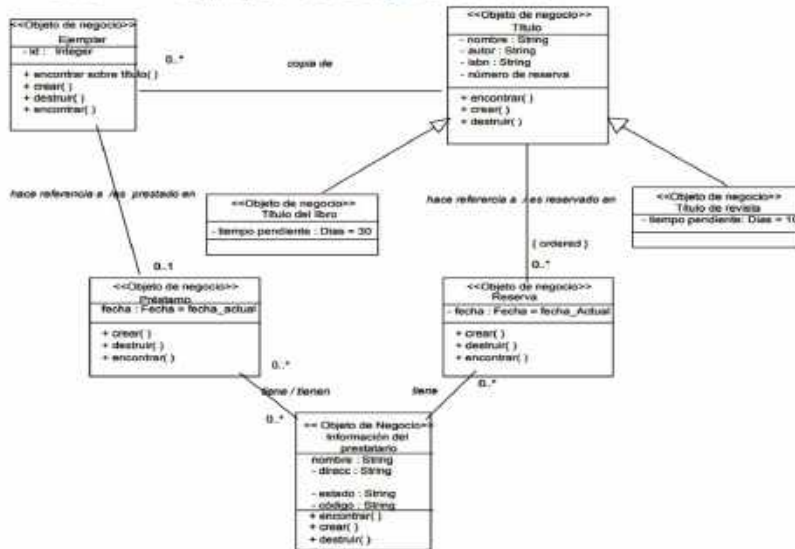 <<Objeto de negocio>>
Ejemplar
- id : Integer
+ encontrar sobre título( )
+ crear( )
+ destruir( )
+ encontrar( )
0..*
copia de
<<Objeto de negocio>>
Título
- nombre : String
- autor : String
- isbn : String
- número de reserva
+ encontrar( )
+ crear( )
+ destruir( )
hace referencia a / es prestado en
<<Objeto de negocio>>
Título del libro
- tiempo pendiente : Dias = 30
hace referencia a / es reservado en
<<Objeto de negocio>>
Título de revista
- tiempo pendiente: Dias = 10
{ ordered }
0..1
0..*
<<Objeto de negocio>>
Préstamo
fecha : Fecha = fecha_actual
+ crear( )
+ destruir( )
+ encontrar( )
<<Objeto de negocio>>
Reserva
- fecha : Fecha = fecha_Actual
+ crear( )
+ destruir( )
+ encontrar( )
0..*
tiene / tienen
0..*
0..*
tiene
<< Objeto de Negocio>>
Información del
prestatario
nombre : String
- direcc : String
- estado : String
- código : String
+ encontrar( )
+ crear( )
+ destruir( )